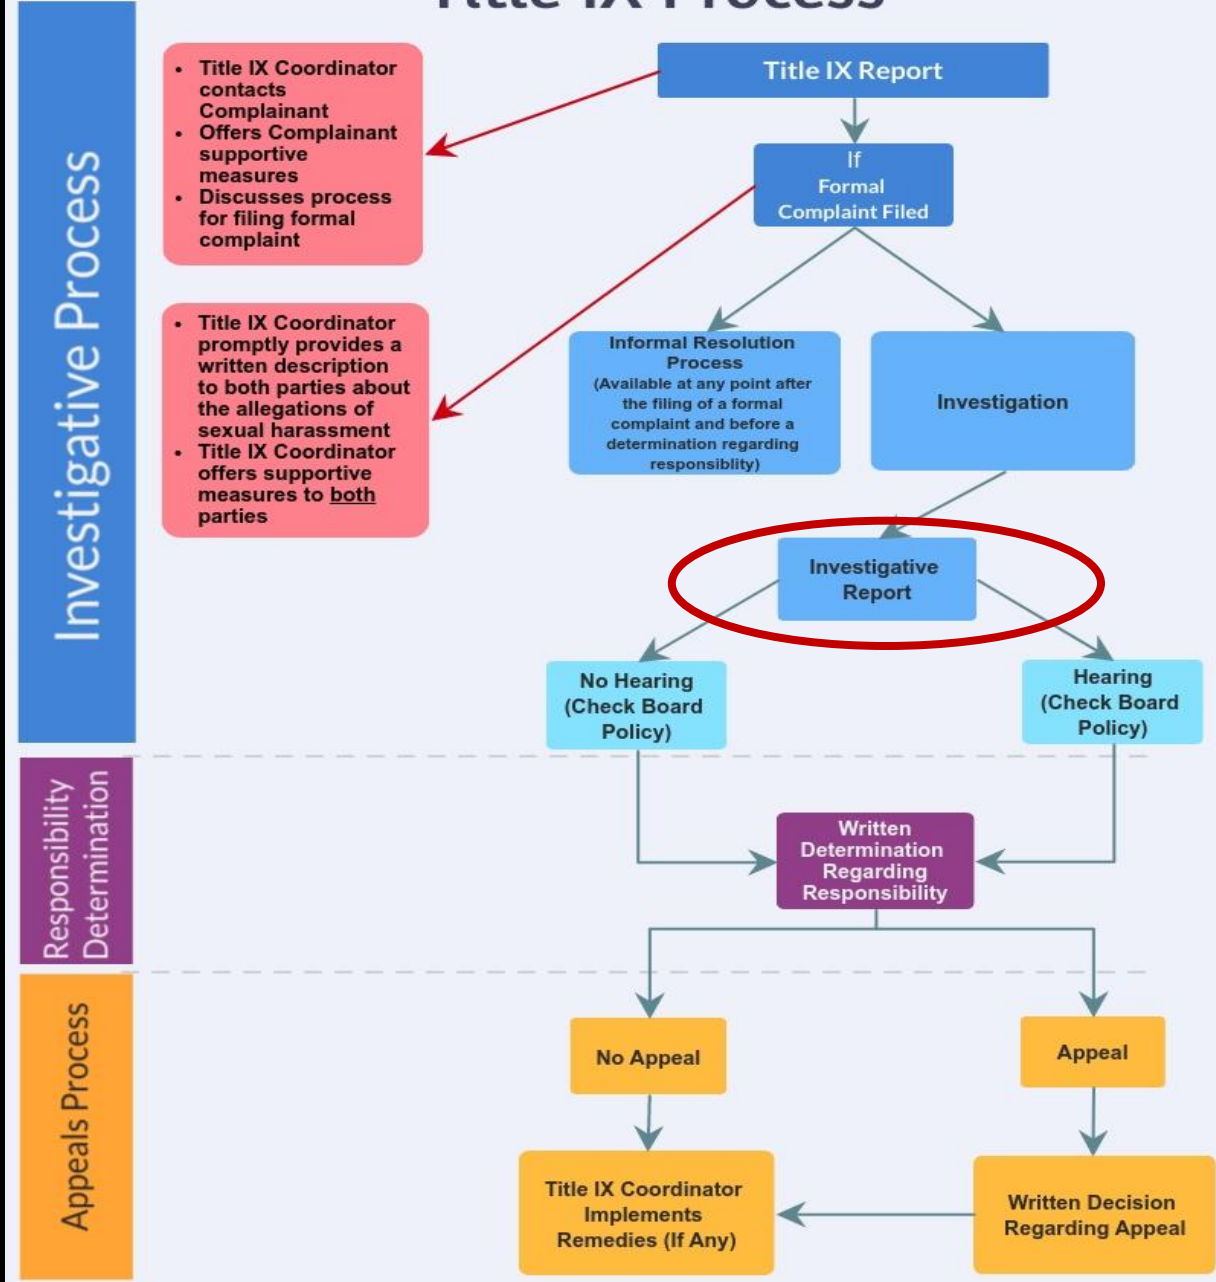 Title IX Process
Investigative Process
Title IX Report
• Title IX Coordinator
contacts
Complainant
• Offers Complainant
supportive
measures
• Discusses process
for filing formal
complaint
If
Formal
Complaint Filed
• Title IX Coordinator
promptly provides a
written description
to both parties about
the allegations of
sexual harassment
• Title IX Coordinator
offers supportive
measures to both
parties
Informal Resolution
Process
(Available at any point after
the filing of a formal
complaint and before a
determination regarding
responsiblity)
Investigation
Investigative
Report
No Hearing
(Check Board
Policy)
Hearing
(Check Board
Policy)
Responsibility
Determination
Written
Determination
Regarding
Responsibility
Appeals Process
No Appeal
Appeal
Title IX Coordinator
Implements
Remedies (If Any)
Written Decision
Regarding Appeal